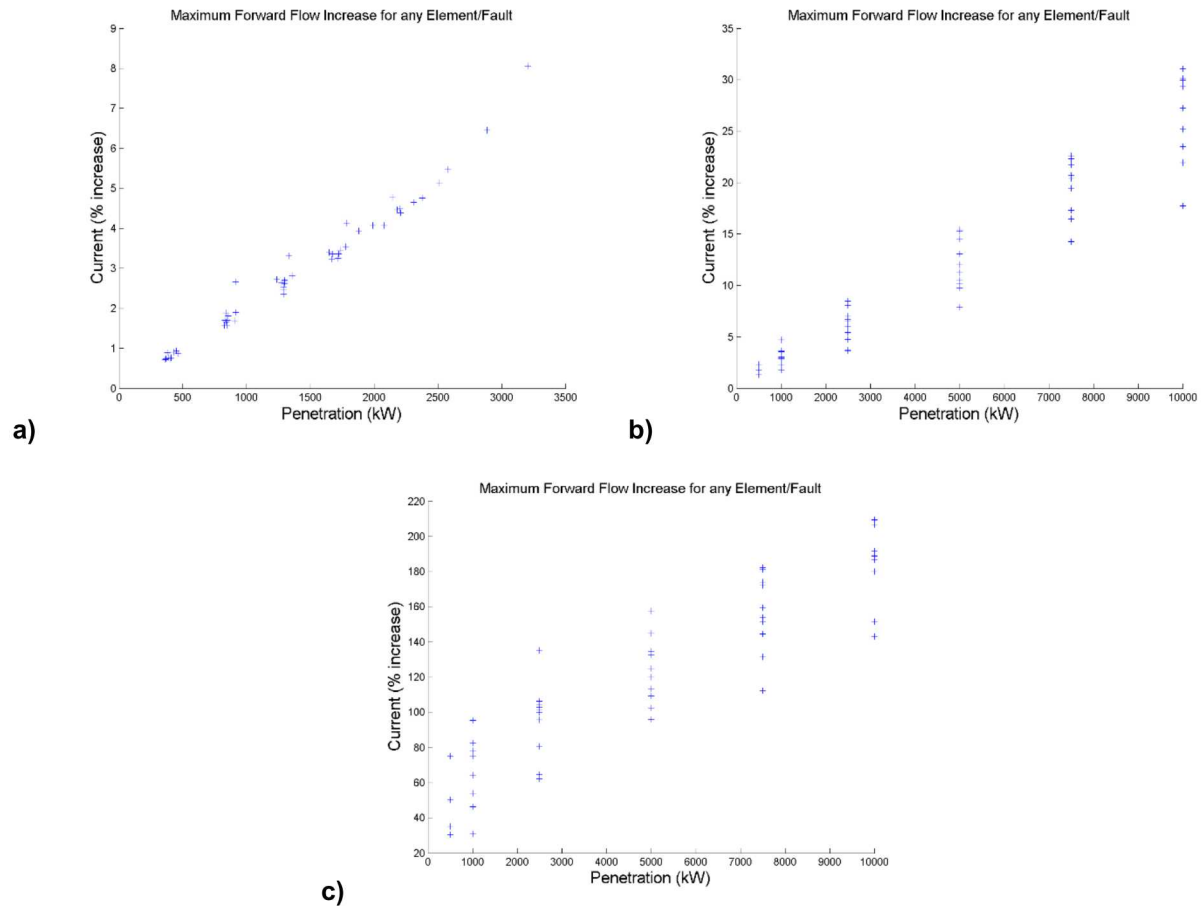 Maximum Forward Flow Increase for any Element/Fault
9
8
7
6
5
4
3
2
1
0
Current (% increase)
0 500 1000 1500 2000 2500 3000 3500
Penetration (kW)
a)
Maximum Forward Flow Increase for any Element/Fault
35
30
25
20
15
10
5
0
Current (% increase)
0 1000 2000 3000 4000 5000 6000 7000 8000 9000 10000
Penetration (kW)
b)
Maximum Forward Flow Increase for any Element/Fault
220
200
180
160
140
120
100
80
60
40
20
Current (% increase)
0 1000 2000 3000 4000 5000 6000 7000 8000 9000 10000
Penetration (kW)
c)